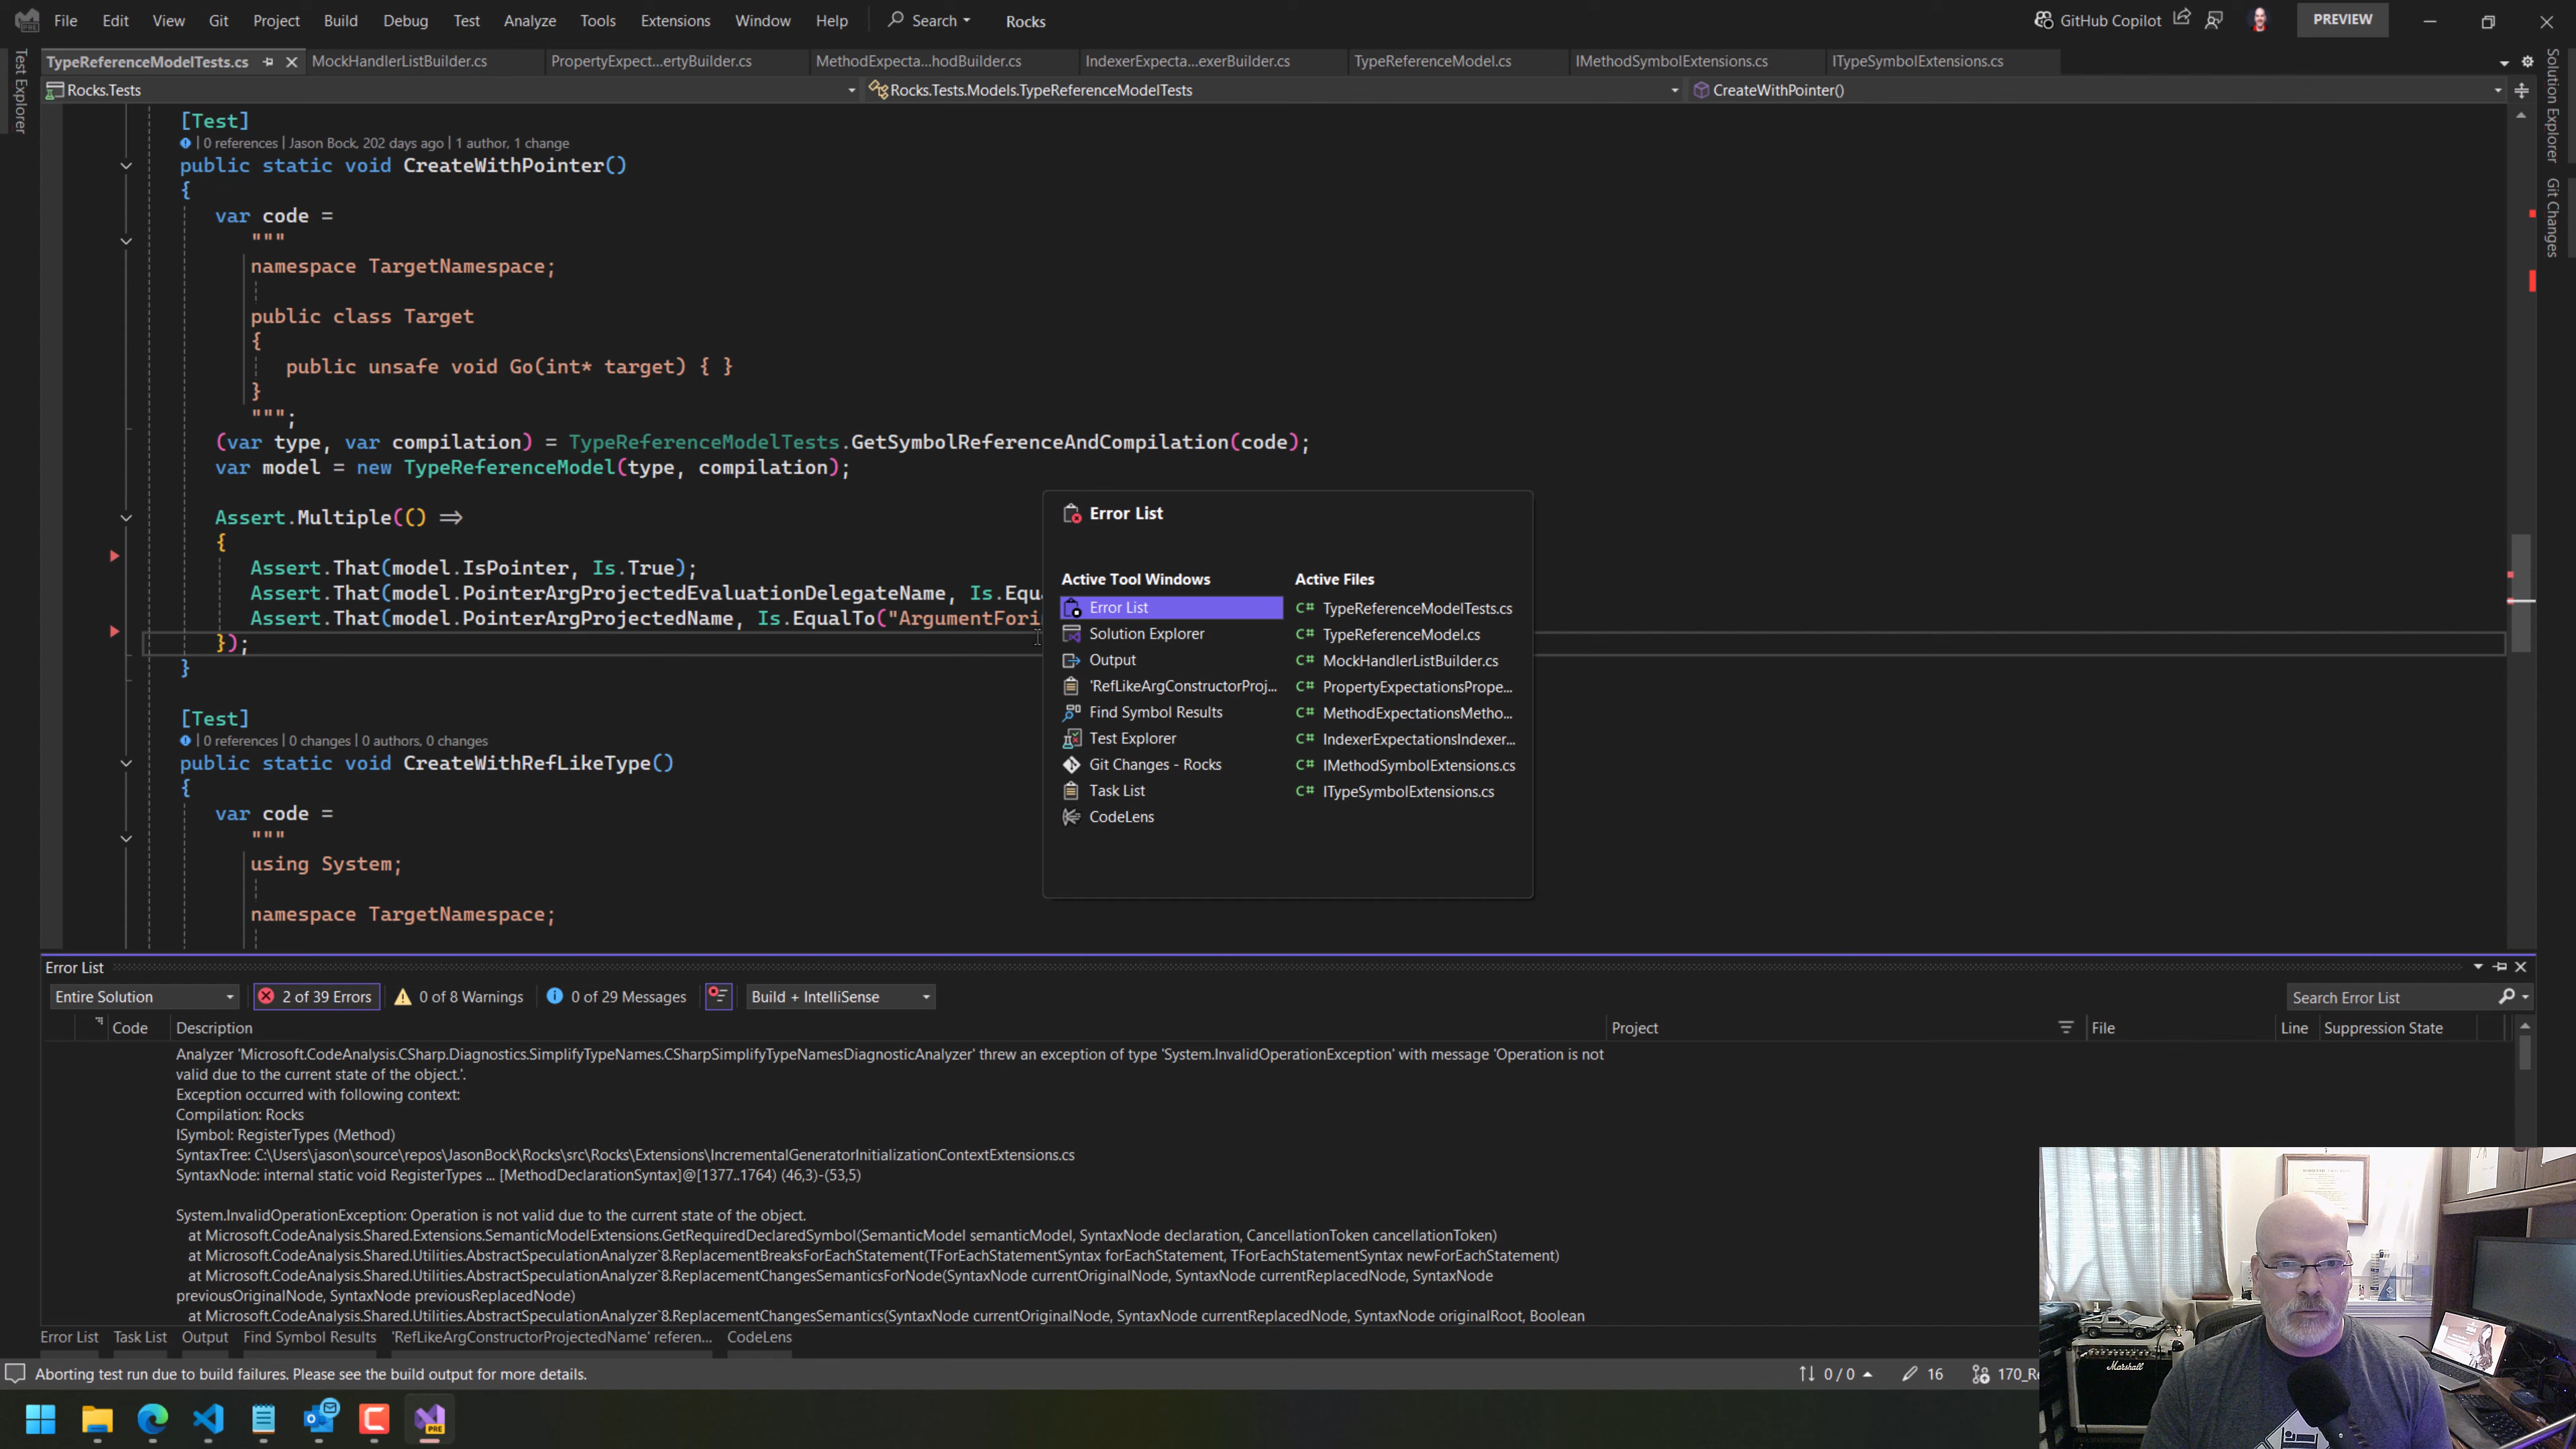 File Edit View Git Project Build Debug Test Analyze Tools Extensions Window Help Search Rocks GitHub Copilot PREVIEW
TypeReferenceModelTests.cs MockHandlerListBuilder.cs PropertyExpect...ertyBuilder.cs MethodExpecta...hodBuilder.cs IndexerExpecta...exerBuilder.cs TypeReferenceModel.cs IMethodSymbolExtensions.cs ITypeSymbolExtensions.cs
Rocks.Tests Rocks.Tests.Models.TypeReferenceModelTests CreateWithPointer()
Test Explorer
Solution Explorer
Git Changes
[Test]
0 references | Jason Bock, 202 days ago | 1 author, 1 change
public static void CreateWithPointer()
{
var code =
"""
namespace TargetNamespace;
public class Target
{
public unsafe void Go(int* target) { }
}
""";
(var type, var compilation) = TypeReferenceModelTests.GetSymbolReferenceAndCompilation(code);
var model = new TypeReferenceModel(type, compilation);
Assert.Multiple(() =>
{
Assert.That(model.IsPointer, Is.True);
Assert.That(model.PointerArgProjectedEvaluationDelegateName, Is.Equa
Assert.That(model.PointerArgProjectedName, Is.EqualTo("ArgumentFori
});
}
[Test]
0 references | 0 changes | 0 authors, 0 changes
public static void CreateWithRefLikeType()
{
var code =
"""
using System;
namespace TargetNamespace;
Error List
Active Tool Windows
Error List
Solution Explorer
Output
'RefLikeArgConstructorProj...
Find Symbol Results
Test Explorer
Git Changes - Rocks
Task List
CodeLens
Active Files
C# TypeReferenceModelTests.cs
C# TypeReferenceModel.cs
C# MockHandlerListBuilder.cs
C# PropertyExpectationsPrope...
C# MethodExpectationsMetho...
C# IndexerExpectationsIndexer...
C# IMethodSymbolExtensions.cs
C# ITypeSymbolExtensions.cs
Error List
Entire Solution 2 of 39 Errors 0 of 8 Warnings 0 of 29 Messages Build + IntelliSense Search Error List
Code Description Project File Line Suppression State
Analyzer 'Microsoft.CodeAnalysis.CSharp.Diagnostics.SimplifyTypeNames.CSharpSimplifyTypeNamesDiagnosticAnalyzer' threw an exception of type 'System.InvalidOperationException' with message 'Operation is not
valid due to the current state of the object.'.
Exception occurred with following context:
Compilation: Rocks
ISymbol: RegisterTypes (Method)
SyntaxTree: C:\Users\jason\source\repos\JasonBock\Rocks\src\Rocks\Extensions\IncrementalGeneratorInitializationContextExtensions.cs
SyntaxNode: internal static void RegisterTypes ... [MethodDeclarationSyntax]@[1377..1764) (46,3)-(53,5)
System.InvalidOperationException: Operation is not valid due to the current state of the object.
at Microsoft.CodeAnalysis.Shared.Extensions.SemanticModelExtensions.GetRequiredDeclaredSymbol(SemanticModel semanticModel, SyntaxNode declaration, CancellationToken cancellationToken)
at Microsoft.CodeAnalysis.Shared.Utilities.AbstractSpeculationAnalyzer`8.ReplacementBreaksForEachStatement(TForEachStatementSyntax forEachStatement, TForEachStatementSyntax newForEachStatement)
at Microsoft.CodeAnalysis.Shared.Utilities.AbstractSpeculationAnalyzer`8.ReplacementChangesSemanticsForNode(SyntaxNode currentOriginalNode, SyntaxNode currentReplacedNode, SyntaxNode
previousOriginalNode, SyntaxNode previousReplacedNode)
at Microsoft.CodeAnalysis.Shared.Utilities.AbstractSpeculationAnalyzer`8.ReplacementChangesSemantics(SyntaxNode currentOriginalNode, SyntaxNode currentReplacedNode, SyntaxNode originalRoot, Boolean
Error List Task List Output Find Symbol Results 'RefLikeArgConstructorProjectedName' referen... CodeLens
Aborting test run due to build failures. Please see the build output for more details. 0 / 0 16 170_Re
Marshall
PRE